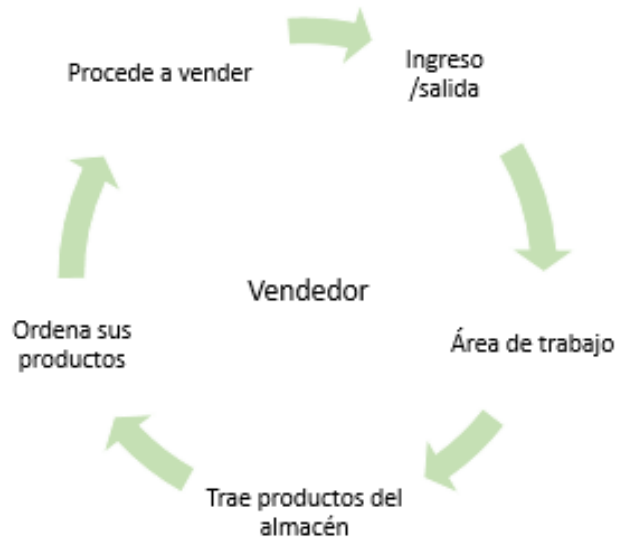 Procede a vender
Ingreso
/salida
Vendedor
Ordena sus
productos
Área de trabajo
Trae productos del
almacén